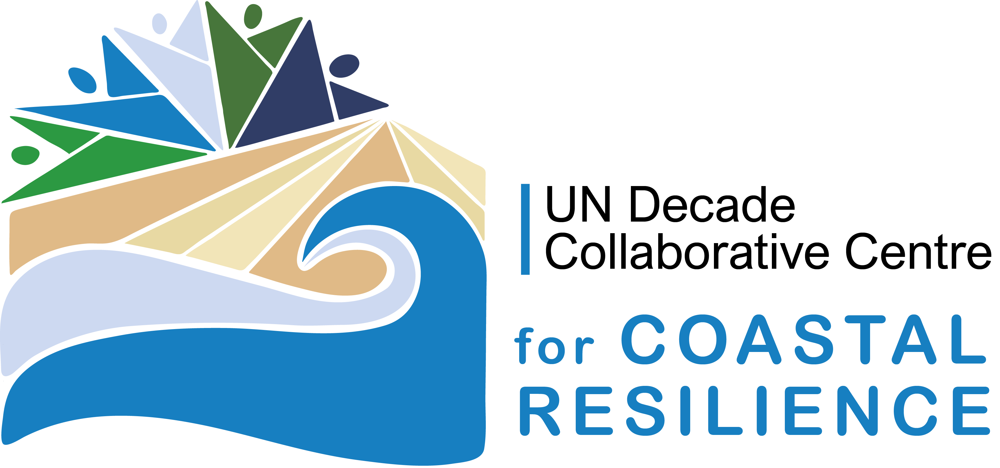 UN Decade
Collaborative Centre
for COASTAL
RESILIENCE